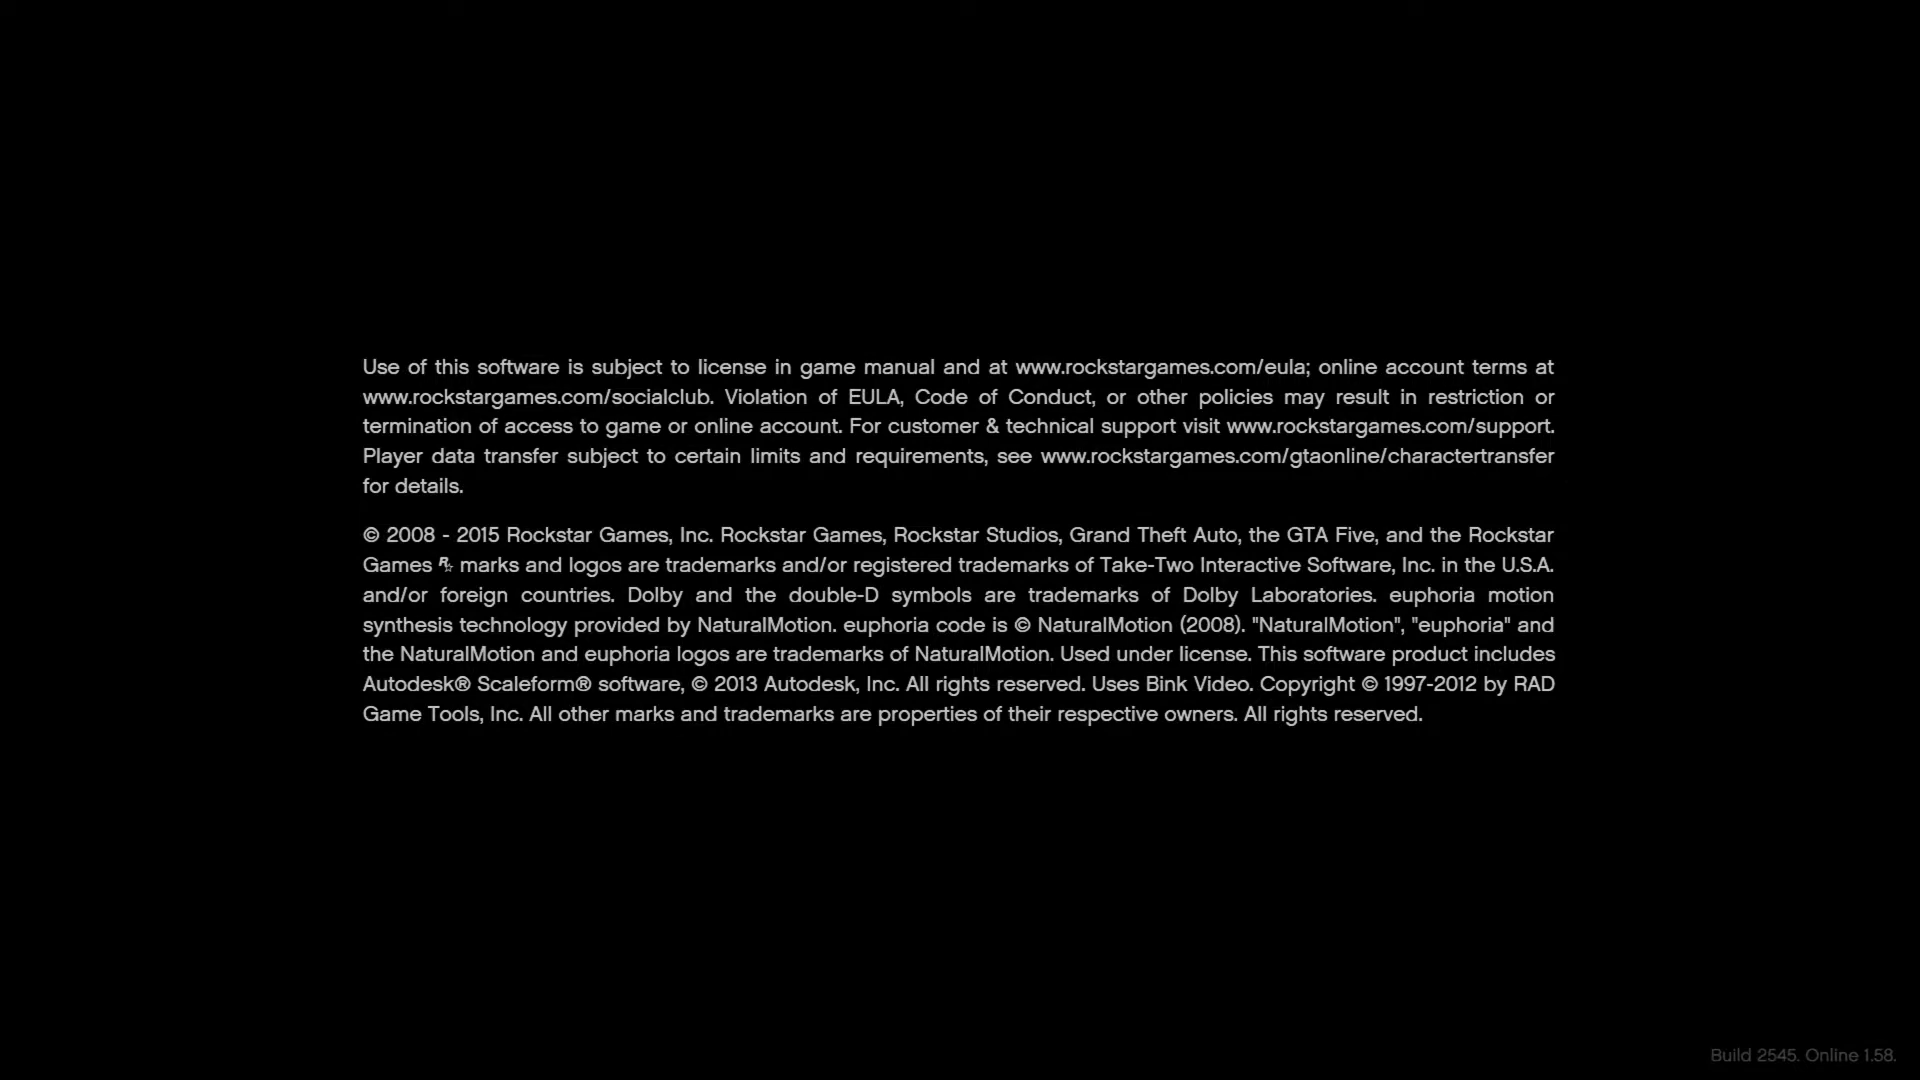 Use of this software is subject to license in game manual and at www.rockstargames.com/eula; online account terms at
www.rockstargames.com/socialclub. Violation of EULA, Code of Conduct, or other policies may result in restriction or
termination of access to game or online account. For customer & technical support visit www.rockstargames.com/support.
Player data transfer subject to certain limits and requirements, see www.rockstargames.com/gtaonline/charactertransfer
for details.
© 2008 - 2015 Rockstar Games, Inc. Rockstar Games, Rockstar Studios, Grand Theft Auto, the GTA Five, and the Rockstar
Games R☆ marks and logos are trademarks and/or registered trademarks of Take-Two Interactive Software, Inc. in the U.S.A.
and/or foreign countries. Dolby and the double-D symbols are trademarks of Dolby Laboratories. euphoria motion
synthesis technology provided by NaturalMotion. euphoria code is © NaturalMotion (2008). "NaturalMotion", "euphoria" and
the NaturalMotion and euphoria logos are trademarks of NaturalMotion. Used under license. This software product includes
Autodesk® Scaleform® software, © 2013 Autodesk, Inc. All rights reserved. Uses Bink Video. Copyright © 1997-2012 by RAD
Game Tools, Inc. All other marks and trademarks are properties of their respective owners. All rights reserved.
Build 2545. Online 1.58.